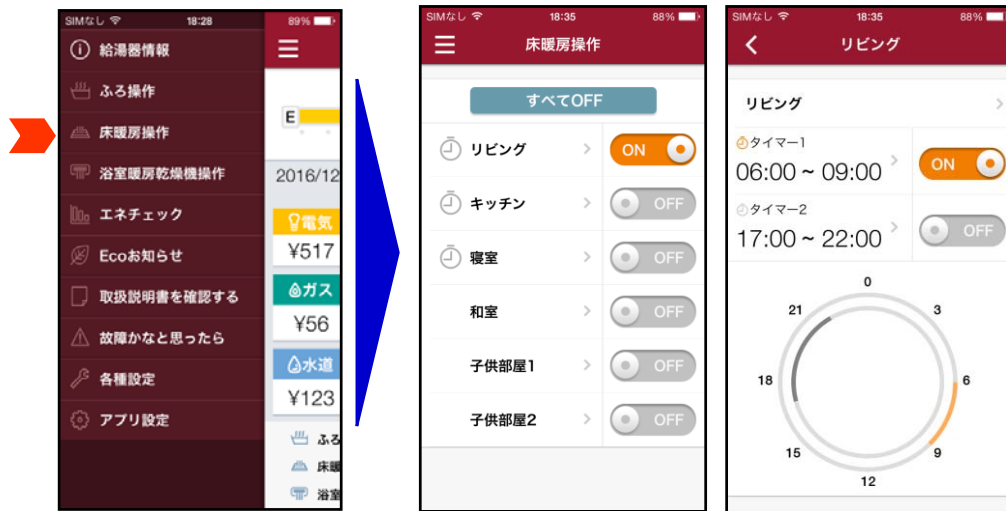 SIMなし 18:28 89%
給湯器情報
ふろ操作
床暖房操作
浴室暖房乾燥機操作
エネチェック
Ecoお知らせ
取扱説明書を確認する
故障かなと思ったら
各種設定
アプリ設定
E
2016/12
電気
¥517
ガス
¥56
水道
¥123
ふろ
床暖
浴室
SIMなし 18:35 88%
床暖房操作
すべてOFF
リビング ON
キッチン OFF
寝室 OFF
和室 OFF
子供部屋1 OFF
子供部屋2 OFF
SIMなし 18:35 88%
リビング
リビング
タイマー1
06:00 ~ 09:00 ON
タイマー2
17:00 ~ 22:00 OFF
0
21 3
18 6
15 9
12